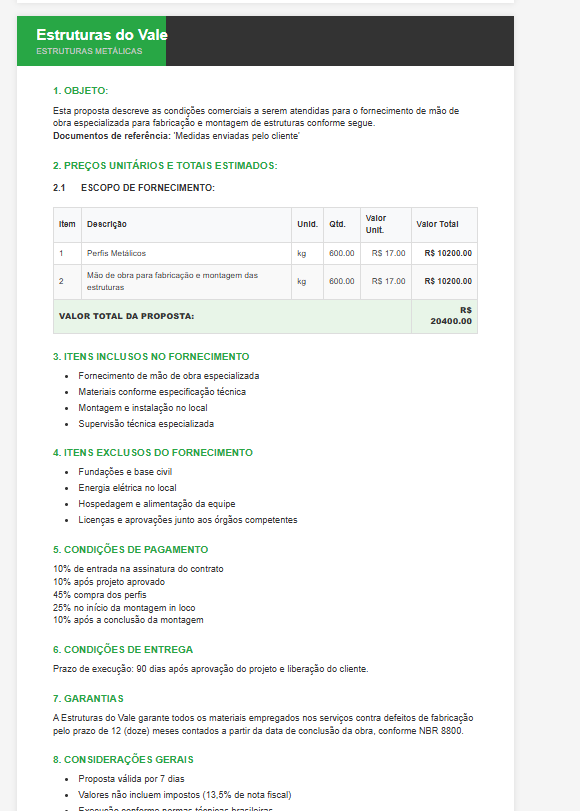 Estruturas do Vale
ESTRUTURAS METÁLICAS
1. OBJETO:
Esta proposta descreve as condições comerciais a serem atendidas para o fornecimento de mão de
obra especializada para fabricação e montagem de estruturas conforme segue.
Documentos de referência: 'Medidas enviadas pelo cliente'
2. PREÇOS UNITÁRIOS E TOTAIS ESTIMADOS:
2.1 ESCOPO DE FORNECIMENTO:
Item Descrição Unid. Qtd. Valor Unit. Valor Total
1 Perfis Metálicos kg 600.00 R$ 17.00 R$ 10200.00
2 Mão de obra para fabricação e montagem das
estruturas kg 600.00 R$ 17.00 R$ 10200.00
VALOR TOTAL DA PROPOSTA: R$
20400.00
3. ITENS INCLUSOS NO FORNECIMENTO
• Fornecimento de mão de obra especializada
• Materiais conforme especificação técnica
• Montagem e instalação no local
• Supervisão técnica especializada
4. ITENS EXCLUSOS DO FORNECIMENTO
• Fundações e base civil
• Energia elétrica no local
• Hospedagem e alimentação da equipe
• Licenças e aprovações junto aos órgãos competentes
5. CONDIÇÕES DE PAGAMENTO
10% de entrada na assinatura do contrato
10% após projeto aprovado
45% compra dos perfis
25% no início da montagem in loco
10% após a conclusão da montagem
6. CONDIÇÕES DE ENTREGA
Prazo de execução: 90 dias após aprovação do projeto e liberação do cliente.
7. GARANTIAS
A Estruturas do Vale garante todos os materiais empregados nos serviços contra defeitos de fabricação
pelo prazo de 12 (doze) meses contados a partir da data de conclusão da obra, conforme NBR 8800.
8. CONSIDERAÇÕES GERAIS
• Proposta válida por 7 dias
• Valores não incluem impostos (13,5% de nota fiscal)
• Execução conforme normas técnicas brasileiras